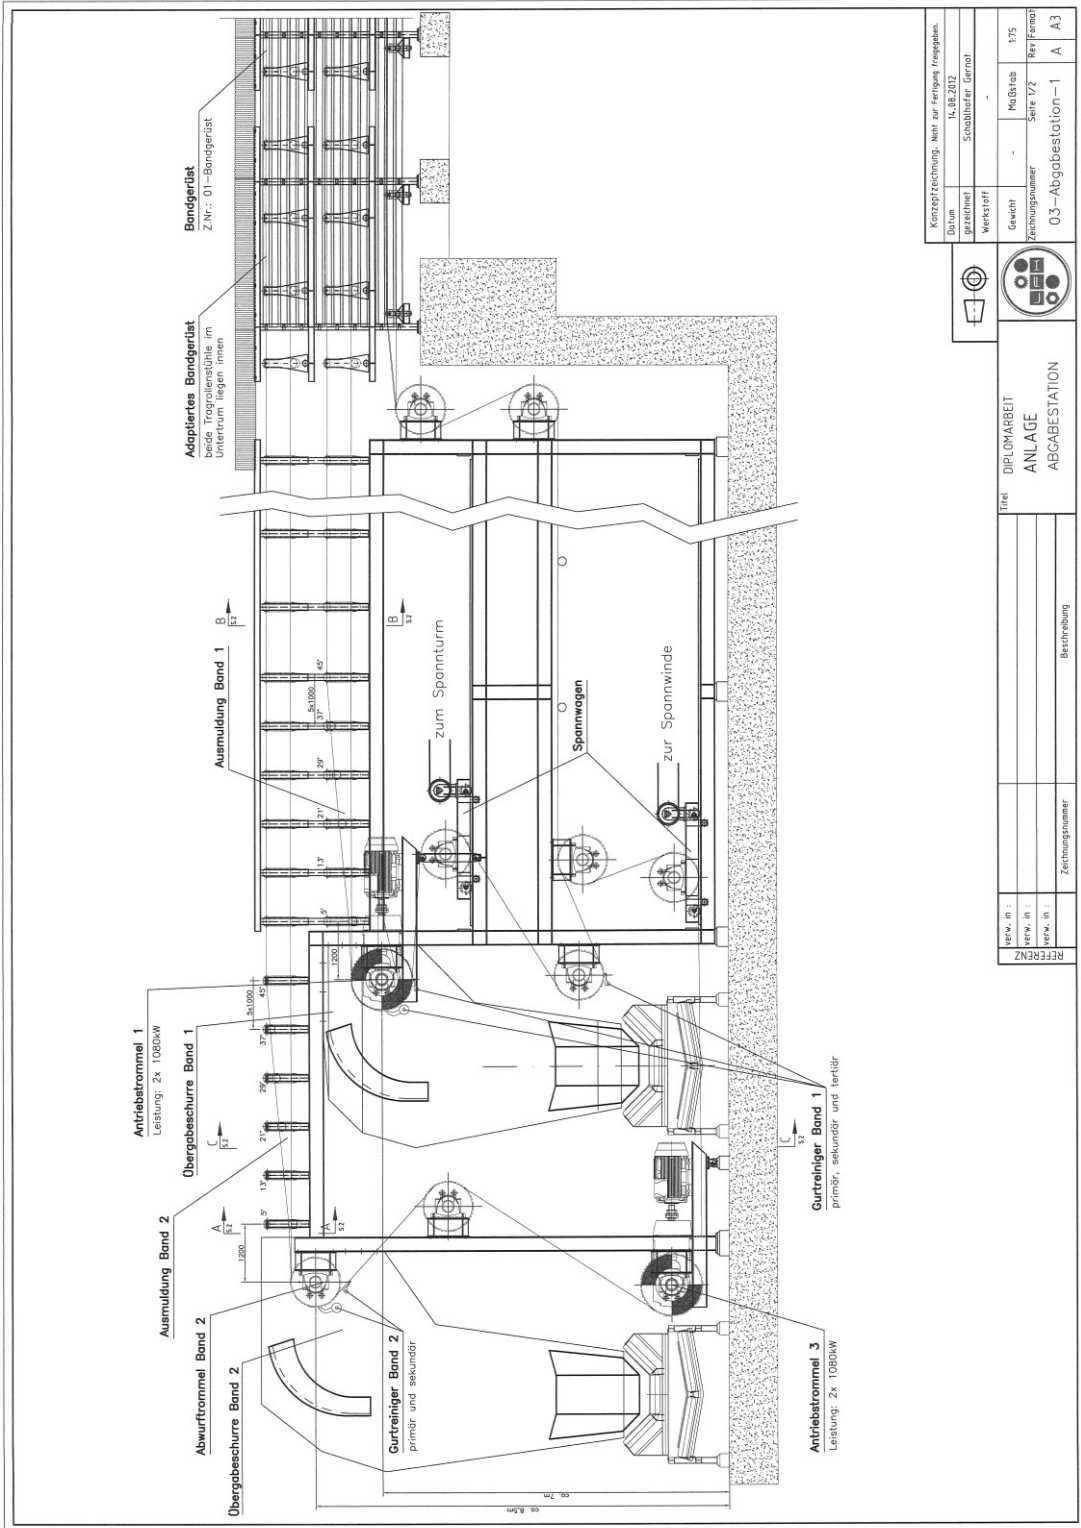 Bandgerüst
Z.Nr.: 01-Bandgerüst
Adaptiertes Bandgerüst
beide Tragrollenstühle im
Untertrum liegen innen
B
S.2
B
S.2
Ausmuldung Band 1
zum Spannturm
Spannwagen
zur Spannwinde
45°
5x1000
37°
29°
21°
13°
5°
1200
Antriebstrommel 1
Leistung: 2x 1080kW
Übergabeschurre Band 1
45°
5x1000
37°
29°
21°
13°
5°
1200
C
S.2
C
S.2
Ausmuldung Band 2
A
S.2
A
S.2
Abwurftrommel Band 2
Übergabeschurre Band 2
Gurtreiniger Band 2
primär und sekundär
Gurtreiniger Band 1
primär, sekundär und tertiär
Antriebstrommel 3
Leistung: 2x 1080kW
ca. 7m
ca. 8,5m
REFERENZ
verw. in :
verw. in :
verw. in :
Zeichnungsnummer
Beschreibung
Titel
DIPLOMARBEIT
ANLAGE
ABGABESTATION
Konzeptzeichnung. Nicht zur Fertigung freigegeben.
Datum 14.08.2012
gezeichnet Schablhofer Gernot
Werkstoff -
Gewicht - Maßstab 1:75
Zeichnungsnummer Seite 1/2 Rev. Format
03-Abgabestation-1 A A3